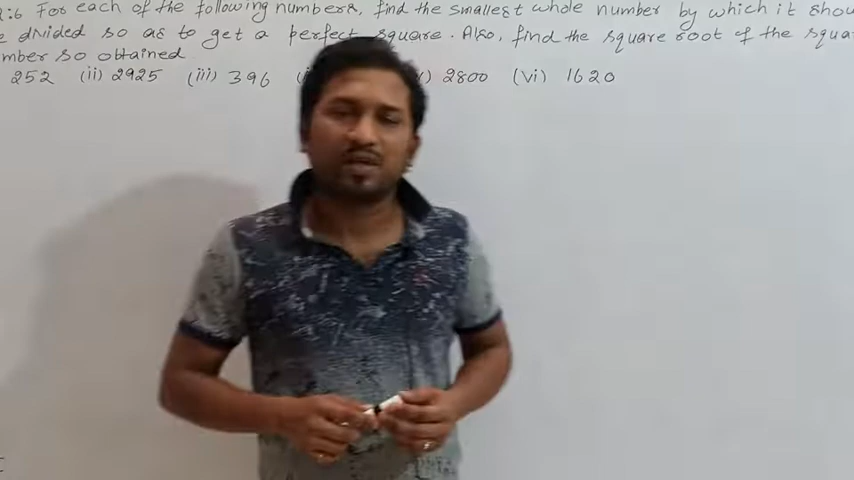 :6 For each of the following numbers, find the smallest whole number by which it shou
e divided so as to get a perfect square. Also, find the square root of the squa
mber so obtained
252 (ii) 2925 (iii) 396 (i ) 2800 (vi) 1620